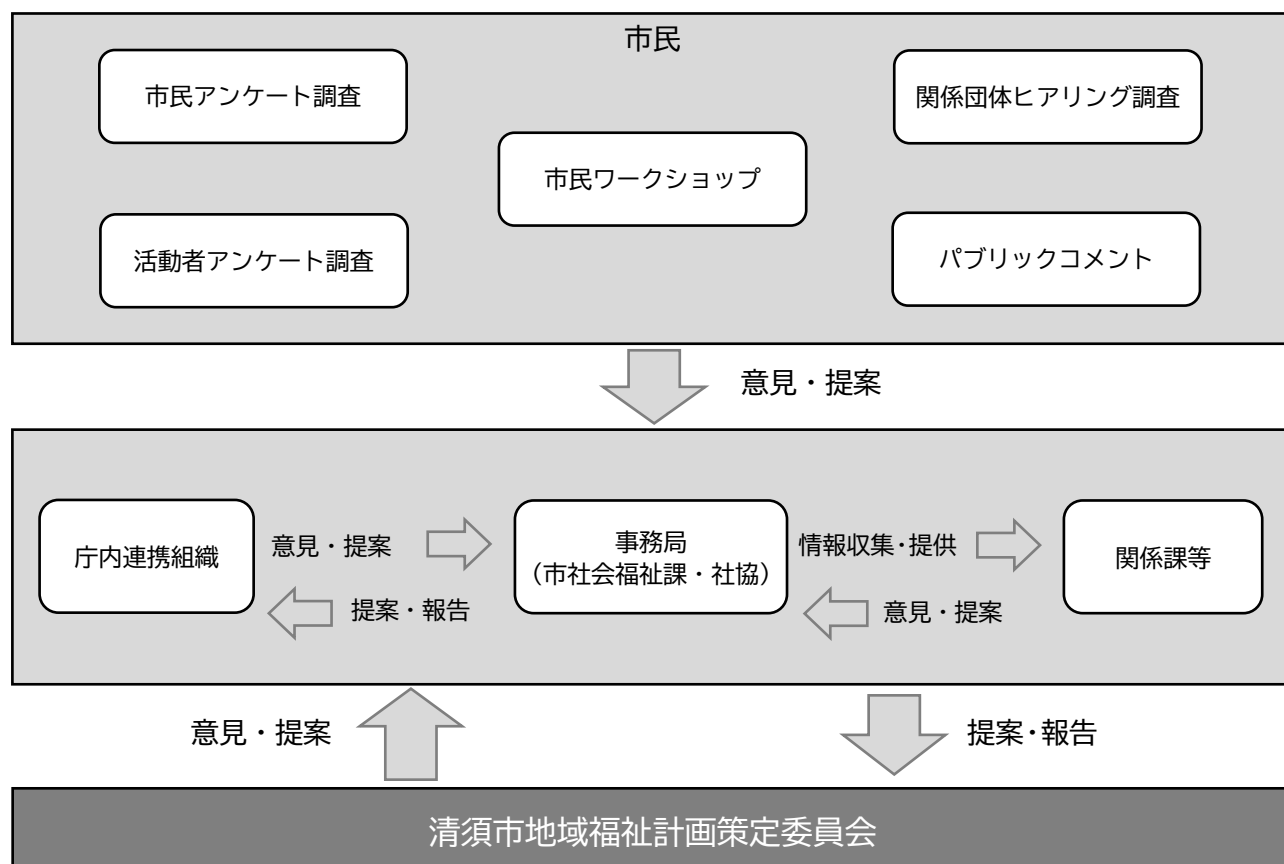 市民
市民アンケート調査
関係団体ヒアリング調査
市民ワークショップ
活動者アンケート調査
パブリックコメント
意見・提案
庁内連携組織
意見・提案
提案・報告
事務局
（市社会福祉課・社協）
情報収集・提供
意見・提案
関係課等
意見・提案
提案・報告
清須市地域福祉計画策定委員会